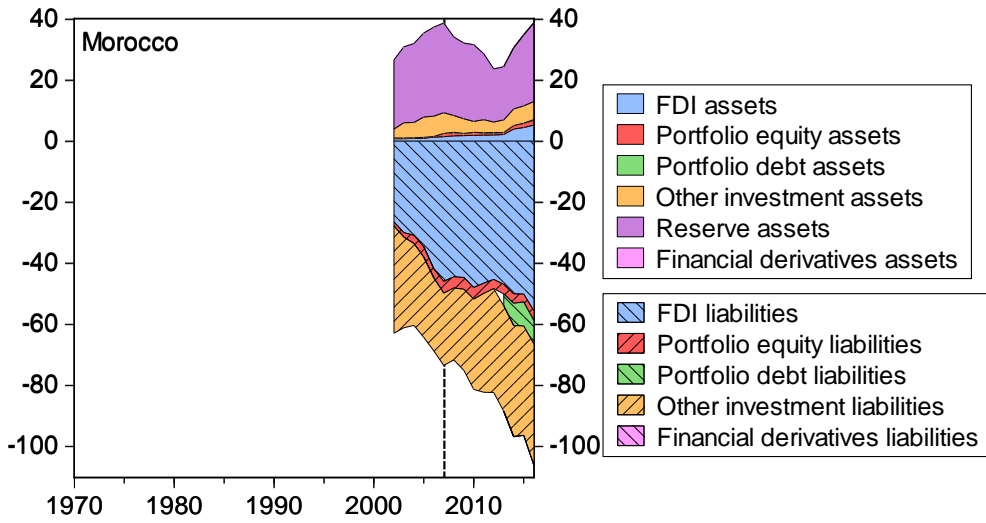 Morocco
40
20
0
-20
-40
-60
-80
-100
40
20
0
-20
-40
-60
-80
-100
1970
1980
1990
2000
2010
FDI assets
Portfolio equity assets
Portfolio debt assets
Other investment assets
Reserve assets
Financial derivatives assets
FDI liabilities
Portfolio equity liabilities
Portfolio debt liabilities
Other investment liabilities
Financial derivatives liabilities